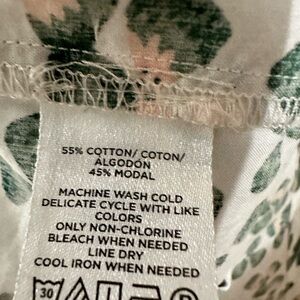 55% COTTON/ COTON/
ALGODÓN
45% MODAL
MACHINE WASH COLD
DELICATE CYCLE WITH LIKE
COLORS
ONLY NON-CHLORINE
BLEACH WHEN NEEDED
LINE DRY
COOL IRON WHEN NEEDED
30